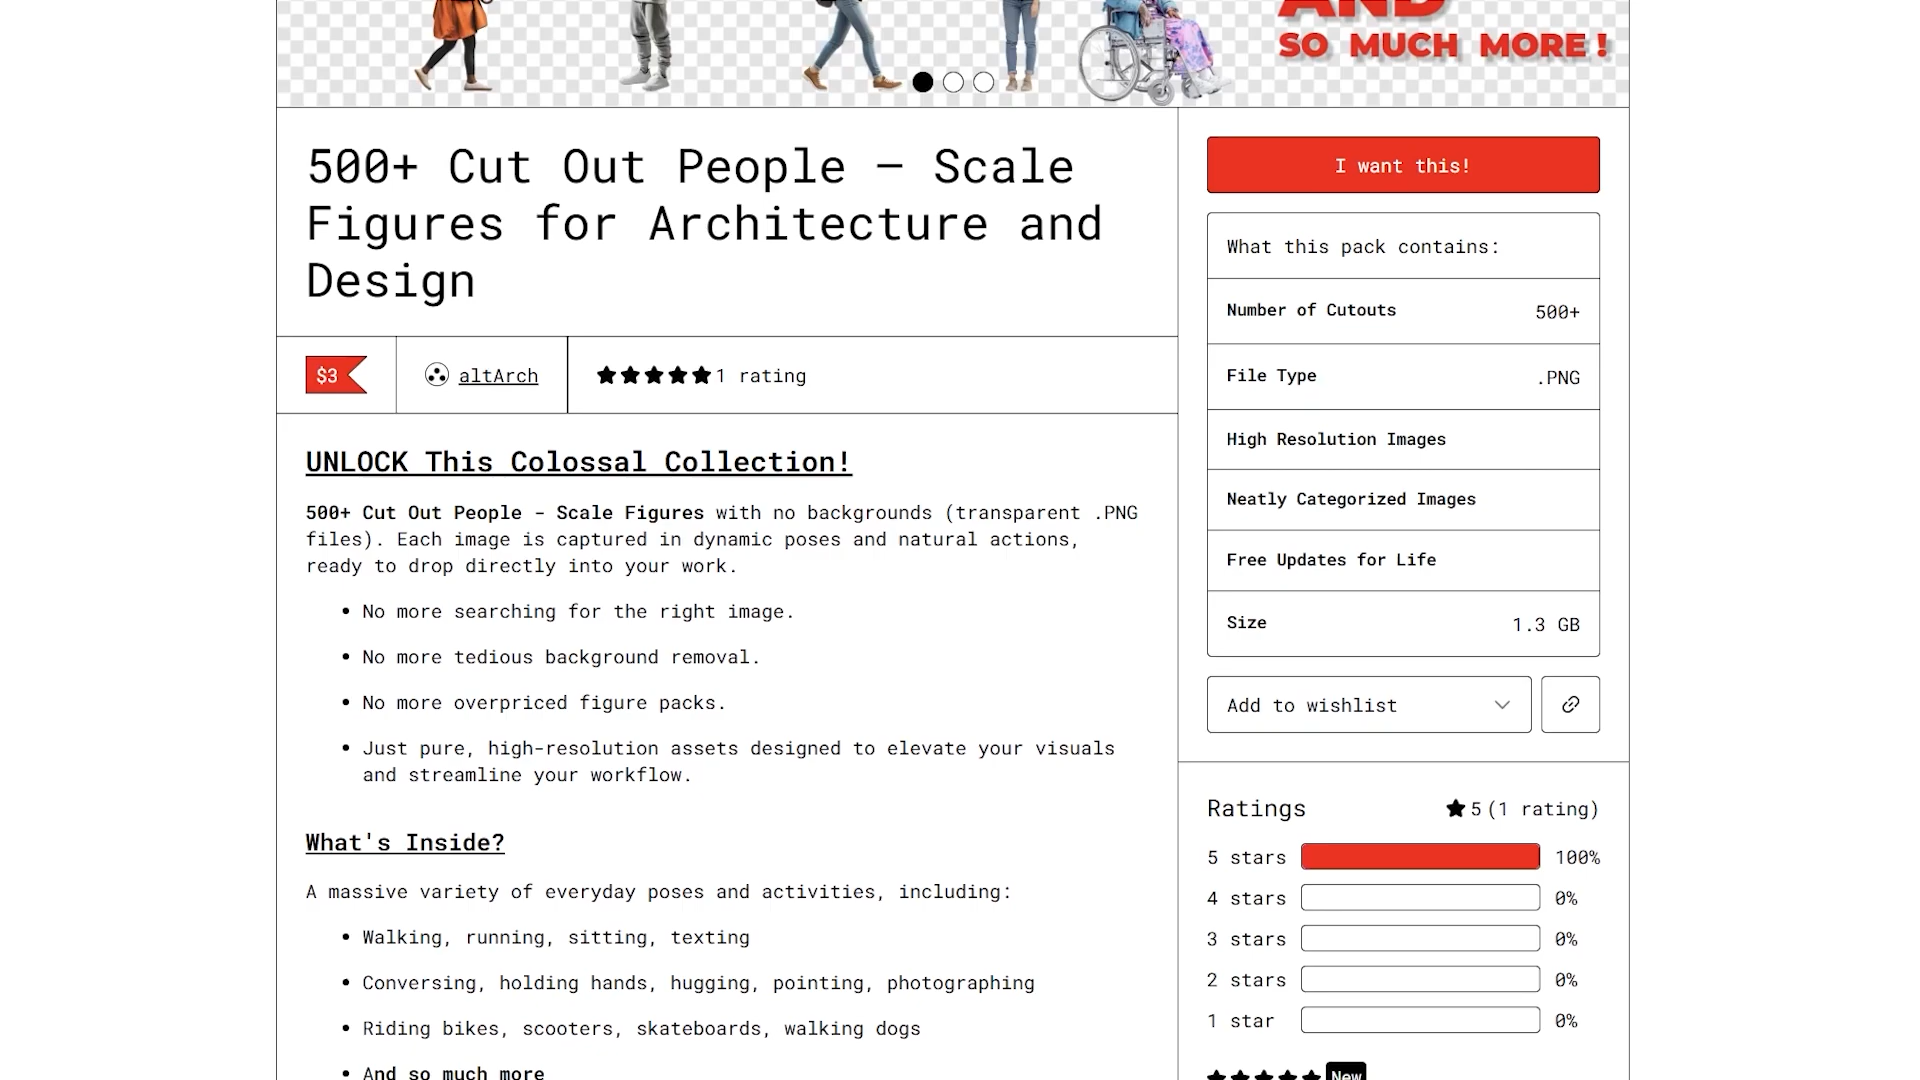 AND
SO MUCH MORE!
500+ Cut Out People – Scale
Figures for Architecture and
Design
$3
altArch
1 rating
UNLOCK This Colossal Collection!
500+ Cut Out People - Scale Figures with no backgrounds (transparent .PNG
files). Each image is captured in dynamic poses and natural actions,
ready to drop directly into your work.
• No more searching for the right image.
• No more tedious background removal.
• No more overpriced figure packs.
• Just pure, high-resolution assets designed to elevate your visuals
and streamline your workflow.
What's Inside?
A massive variety of everyday poses and activities, including:
• Walking, running, sitting, texting
• Conversing, holding hands, hugging, pointing, photographing
• Riding bikes, scooters, skateboards, walking dogs
• And so much more
I want this!
What this pack contains:
Number of Cutouts 500+
File Type .PNG
High Resolution Images
Neatly Categorized Images
Free Updates for Life
Size 1.3 GB
Add to wishlist
Ratings 5 (1 rating)
5 stars 100%
4 stars 0%
3 stars 0%
2 stars 0%
1 star 0%
New